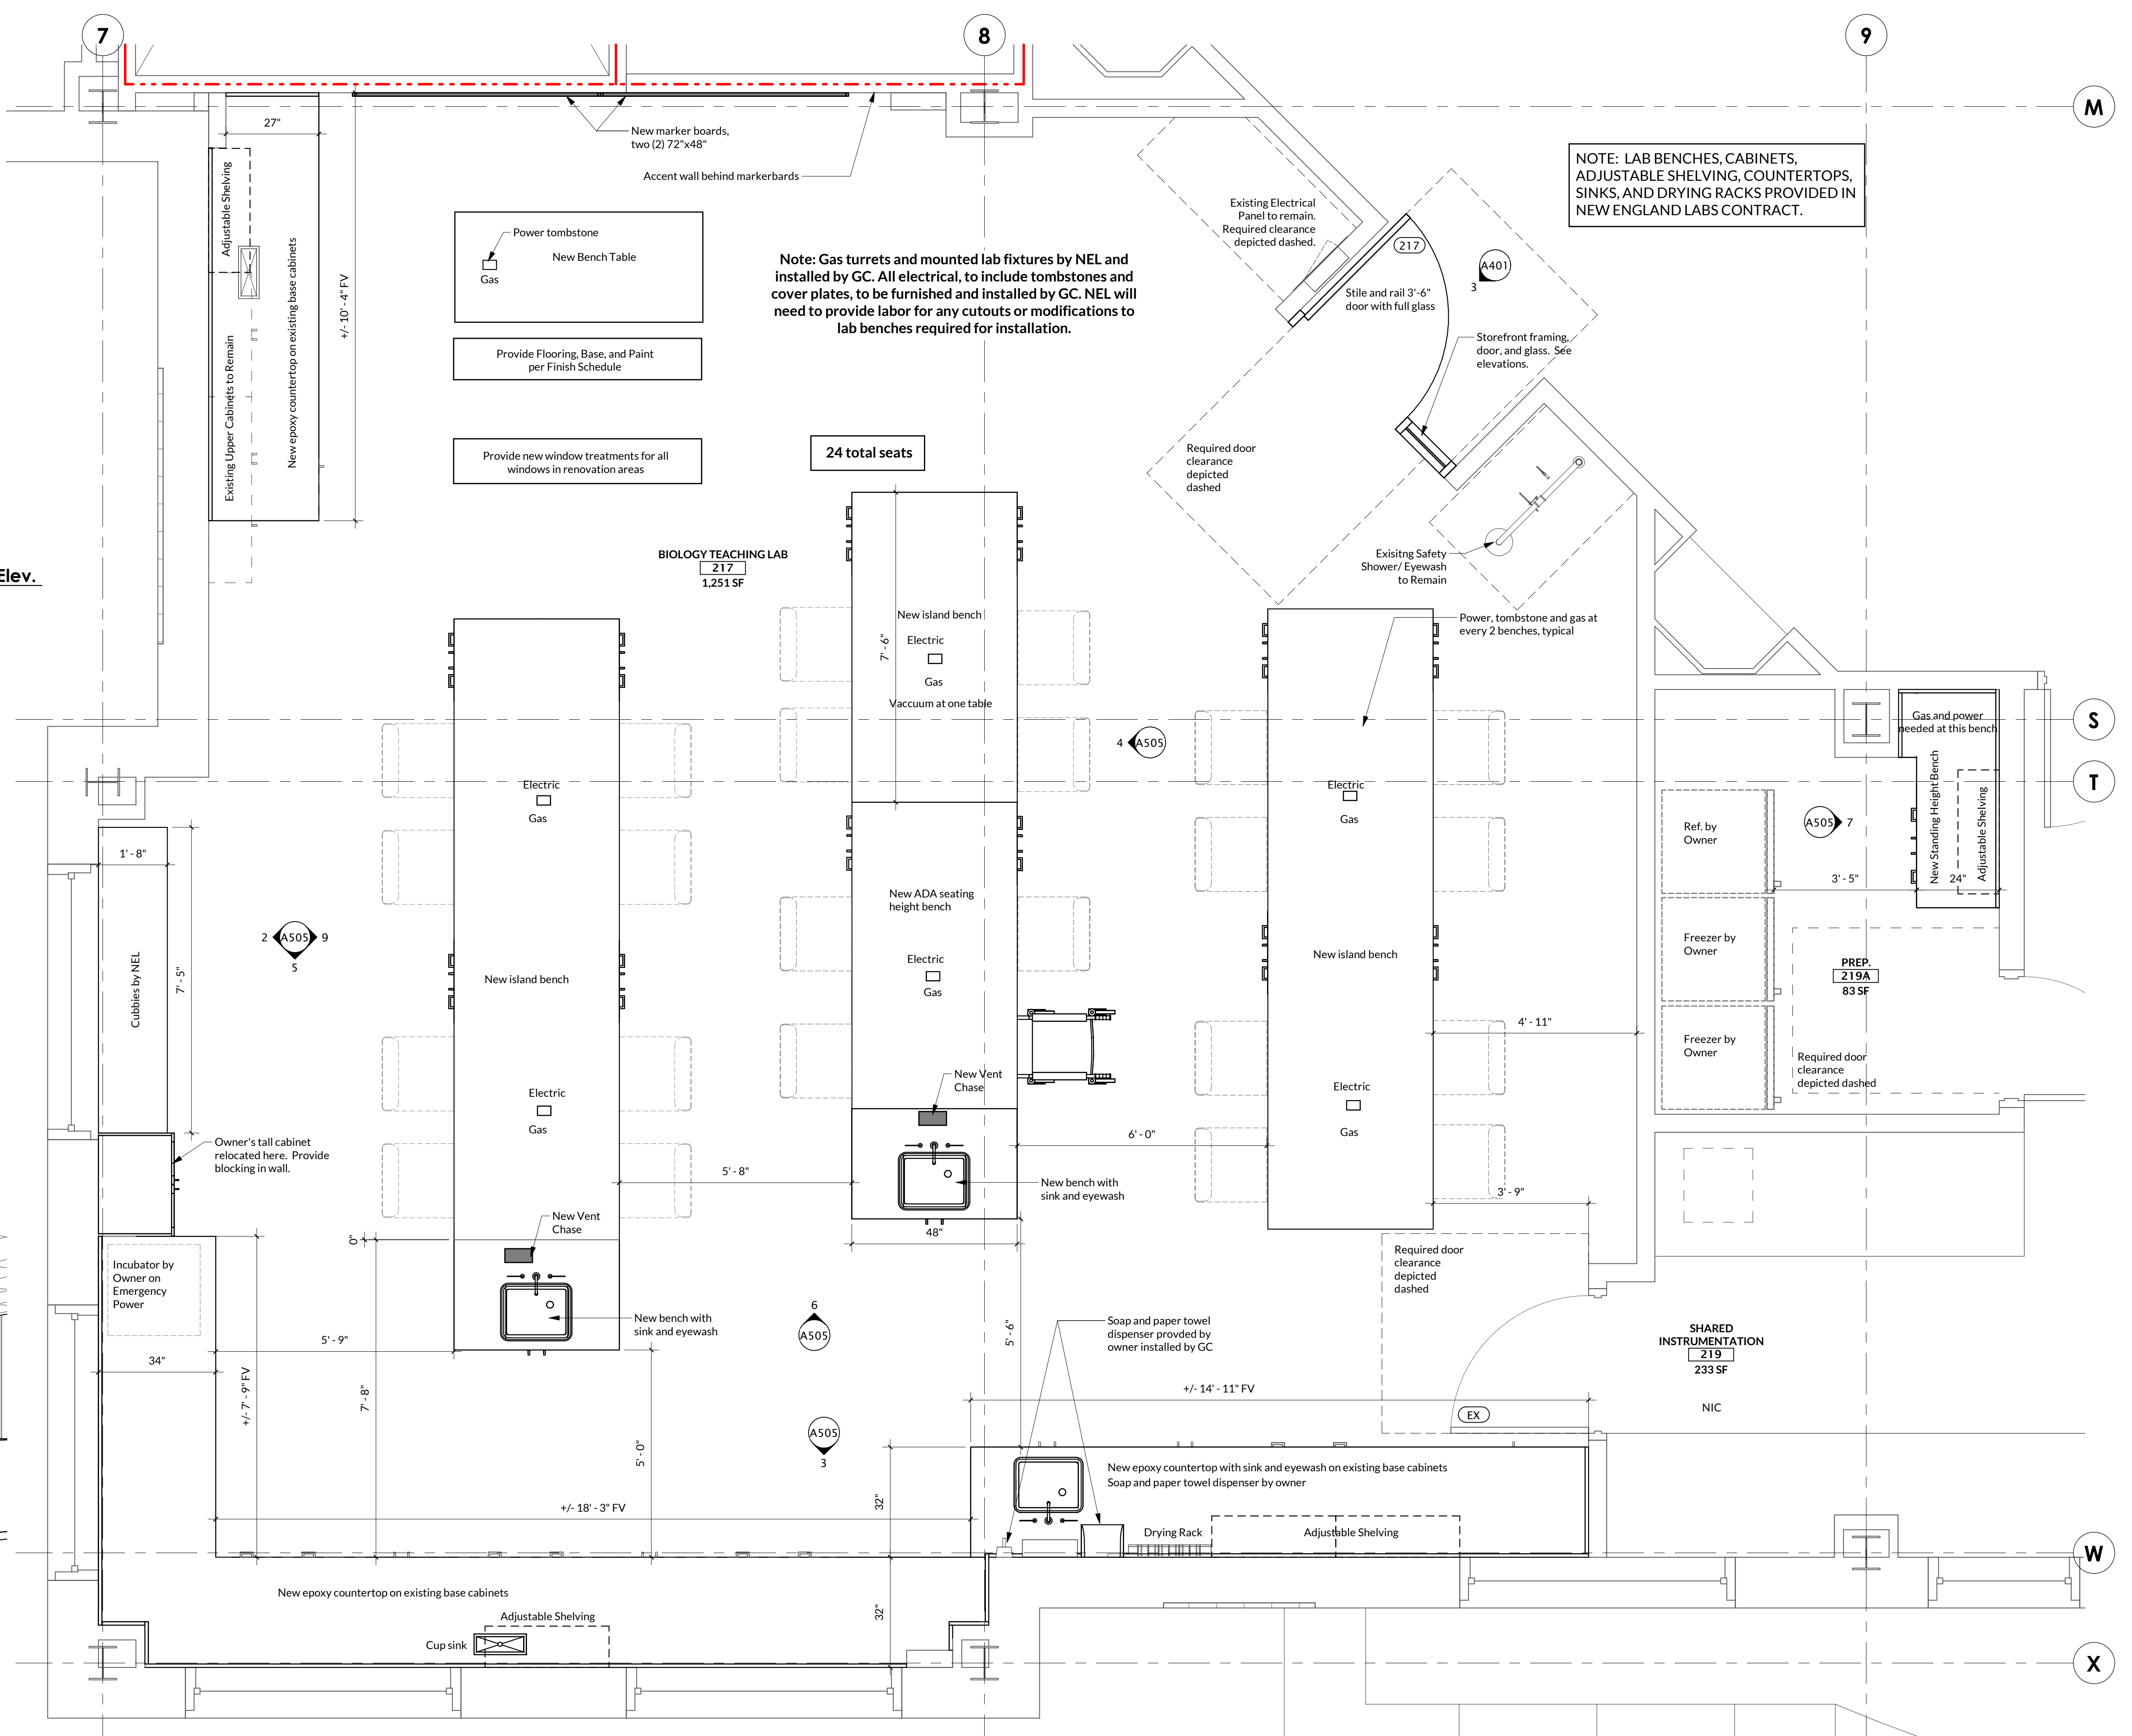 7
8
9
M
S
T
W
X
27"
Adjustable Shelving
Existing Upper Cabinets to Remain
New epoxy countertop on existing base cabinets
+/- 10' - 4" FV
New marker boards,
two (2) 72"x48"
Accent wall behind markerbards
Power tombstone
New Bench Table
Gas
Provide Flooring, Base, and Paint
per Finish Schedule
Provide new window treatments for all
windows in renovation areas
Note: Gas turrets and mounted lab fixtures by NEL and
installed by GC. All electrical, to include tombstones and
cover plates, to be furnished and installed by GC. NEL will
need to provide labor for any cutouts or modifications to
lab benches required for installation.
24 total seats
Existing Electrical
Panel to remain.
Required clearance
depicted dashed.
217
A401
3
Stile and rail 3'-6"
door with full glass
Storefront framing,
door, and glass. See
elevations.
NOTE: LAB BENCHES, CABINETS,
ADJUSTABLE SHELVING, COUNTERTOPS,
SINKS, AND DRYING RACKS PROVIDED IN
NEW ENGLAND LABS CONTRACT.
Required door
clearance
depicted
dashed
Exisitng Safety
Shower/ Eyewash
to Remain
Power, tombstone and gas at
every 2 benches, typical
Elev.
BIOLOGY TEACHING LAB
217
1,251 SF
New island bench
Electric
Gas
Vaccuum at one table
7' - 6"
4
A505
Electric
Gas
Electric
Gas
Gas and power
needed at this bench
New Standing Height Bench
Adjustable Shelving
24"
3' - 5"
A505
7
Ref. by
Owner
Freezer by
Owner
Freezer by
Owner
PREP.
219A
83 SF
Required door
clearance
depicted dashed
1' - 8"
7' - 5"
Cubbies by NEL
2
A505
9
5
New island bench
New ADA seating
height bench
Electric
Gas
New island bench
4' - 11"
New Vent
Chase
Electric
Gas
Electric
Gas
Owner's tall cabinet
relocated here. Provide
blocking in wall.
5' - 8"
6' - 0"
3' - 9"
New bench with
sink and eyewash
48"
New Vent
Chase
0"
Incubator by
Owner on
Emergency
Power
34"
5' - 9"
+/- 7' - 9" FV
7' - 8"
New bench with
sink and eyewash
5' - 0"
6
A505
A505
3
5' - 6"
Soap and paper towel
dispenser provded by
owner installed by GC
Required door
clearance
depicted
dashed
SHARED
INSTRUMENTATION
219
233 SF
NIC
EX
+/- 14' - 11" FV
+/- 18' - 3" FV
32"
32"
New epoxy countertop with sink and eyewash on existing base cabinets
Soap and paper towel dispenser by owner
Drying Rack
Adjustable Shelving
New epoxy countertop on existing base cabinets
Adjustable Shelving
Cup sink